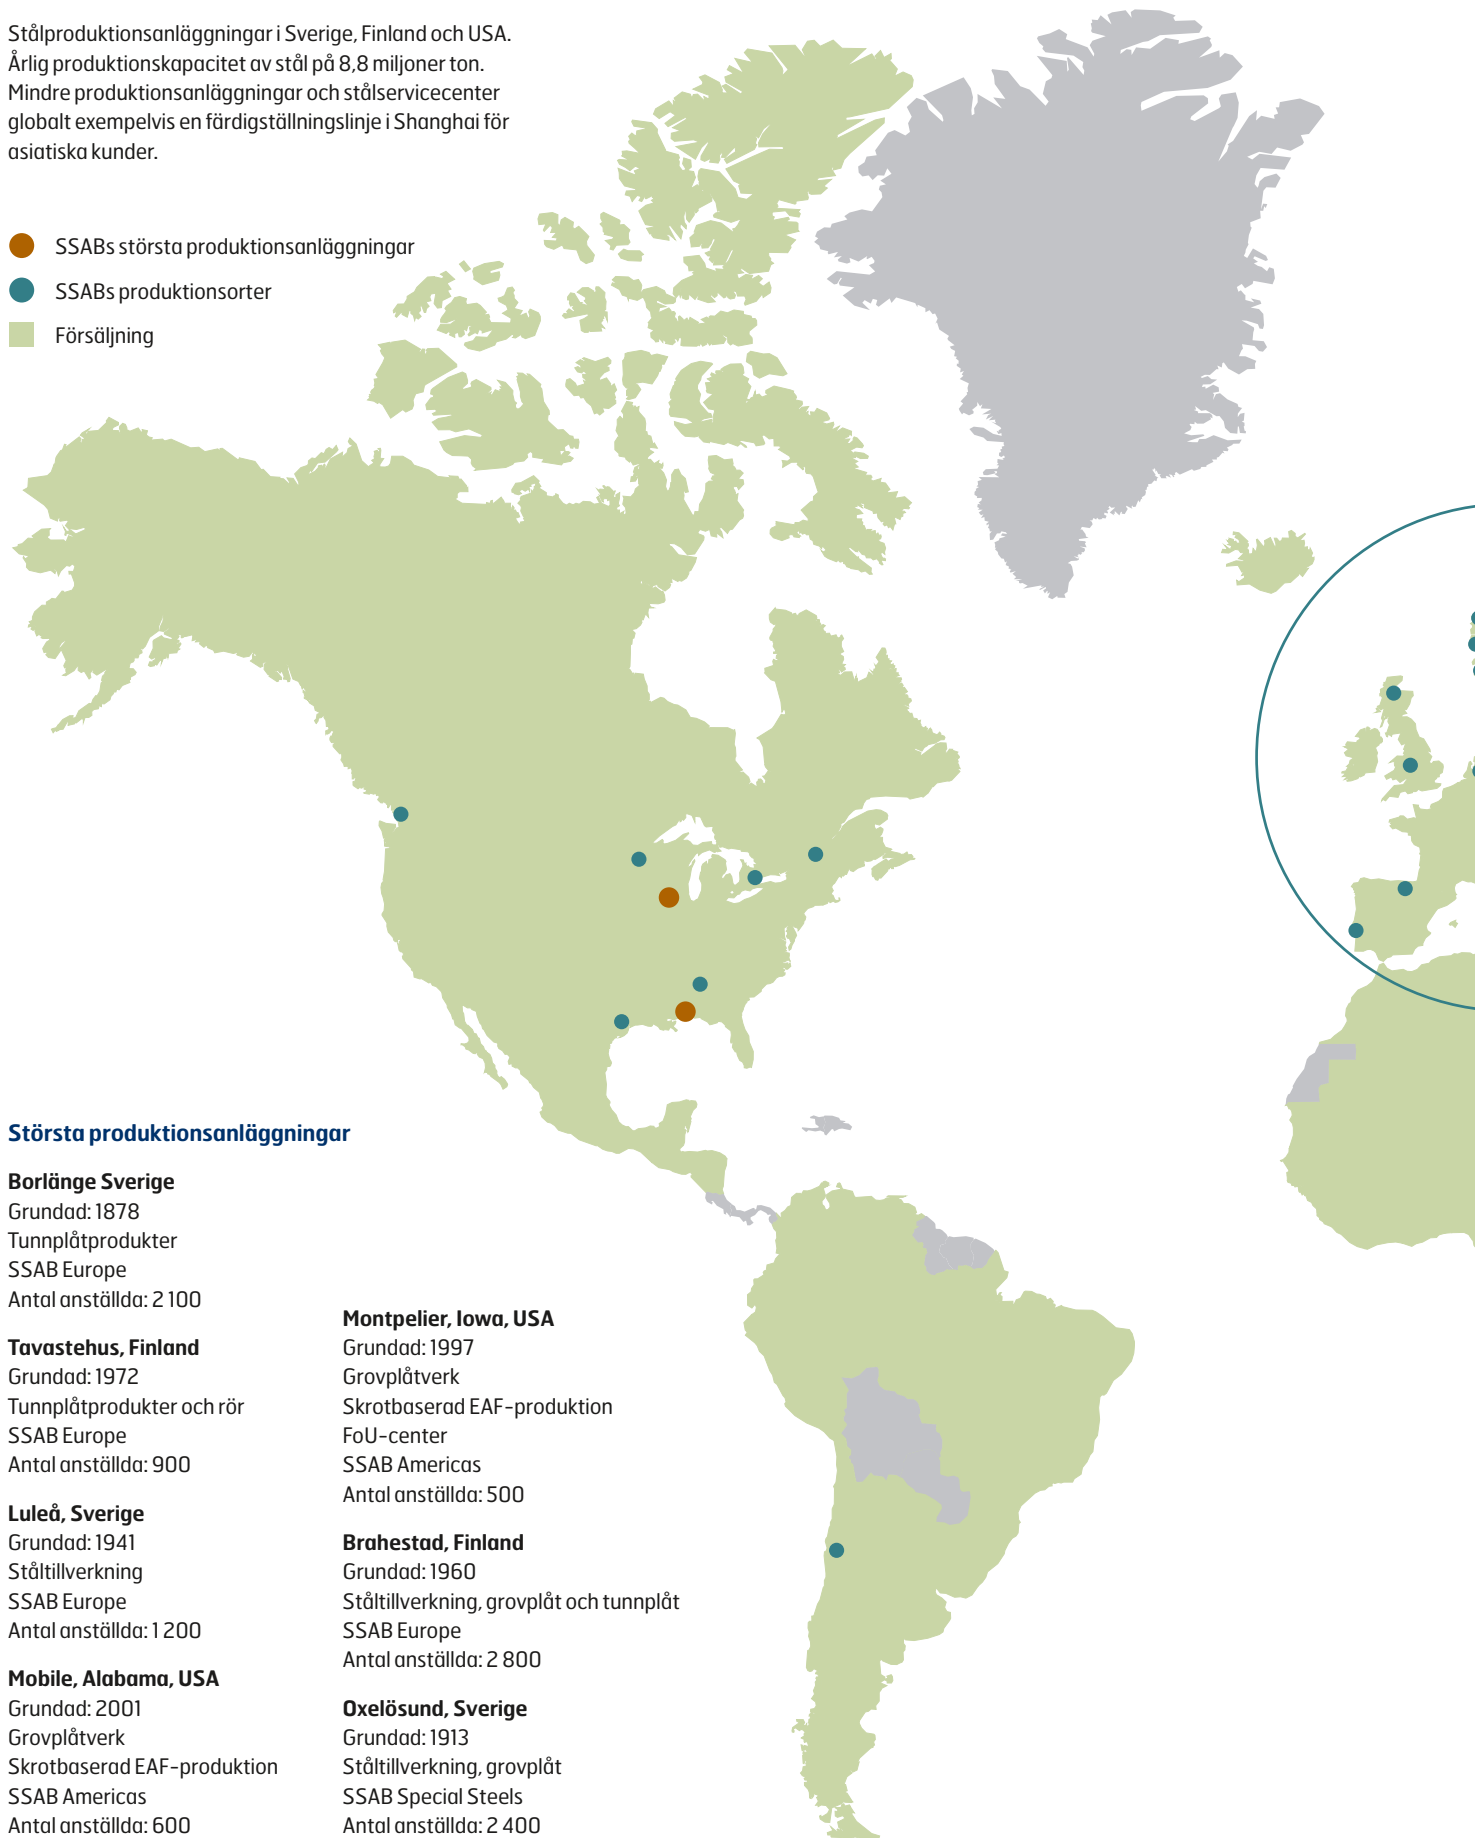 Stålproduktionsanläggningar i Sverige, Finland och USA.
Årlig produktionskapacitet av stål på 8,8 miljoner ton.
Mindre produktionsanläggningar och stålservicecenter
globalt exempelvis en färdigställningslinje i Shanghai för
asiatiska kunder.
SSABs största produktionsanläggningar
SSABs produktionsorter
Försäljning
Största produktionsanläggningar
Borlänge Sverige
Grundad: 1878
Tunnplåtprodukter
SSAB Europe
Antal anställda: 2 100
Tavastehus, Finland
Grundad: 1972
Tunnplåtprodukter och rör
SSAB Europe
Antal anställda: 900
Luleå, Sverige
Grundad: 1941
Ståltillverkning
SSAB Europe
Antal anställda: 1 200
Mobile, Alabama, USA
Grundad: 2001
Grovplåtverk
Skrotbaserad EAF-produktion
SSAB Americas
Antal anställda: 600
Montpelier, Iowa, USA
Grundad: 1997
Grovplåtverk
Skrotbaserad EAF-produktion
FoU-center
SSAB Americas
Antal anställda: 500
Brahestad, Finland
Grundad: 1960
Ståltillverkning, grovplåt och tunnplåt
SSAB Europe
Antal anställda: 2 800
Oxelösund, Sverige
Grundad: 1913
Ståltillverkning, grovplåt
SSAB Special Steels
Antal anställda: 2 400